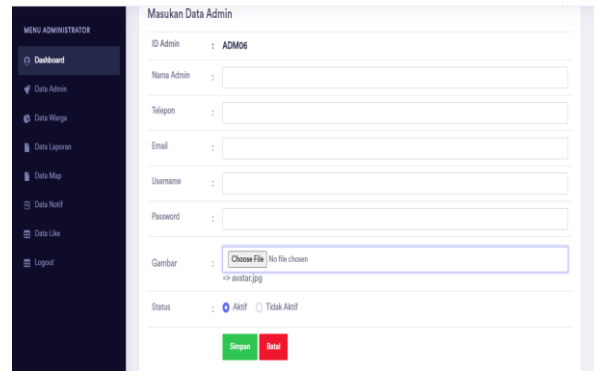 MENU ADMINISTRATOR
Dashboard
Data Admin
Data Warga
Data Laporan
Data Map
Data Notif
Data Like
Logout
Masukan Data Admin
ID Admin : ADM06
Nama Admin :
Telepon :
Email :
Username :
Password :
Gambar : Choose File No file chosen
=> avatar.jpg
Status : Aktif Tidak Aktif
Simpan Batal